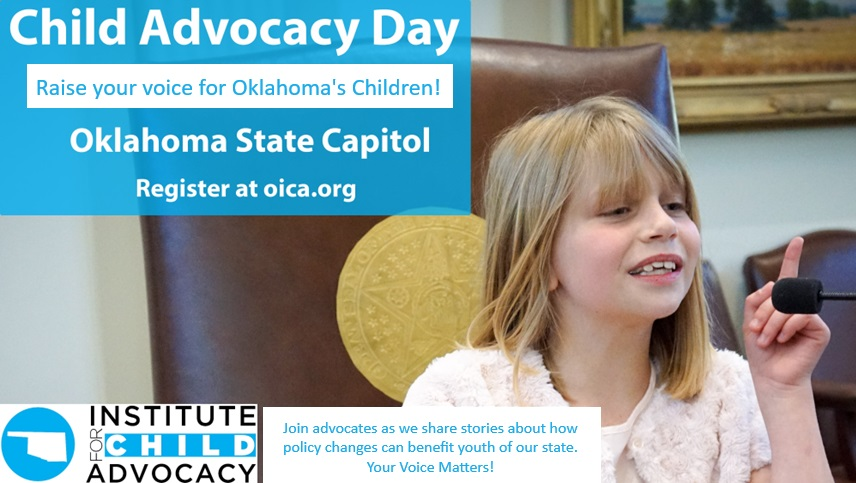 Child Advocacy Day
Raise your voice for Oklahoma's Children!
Oklahoma State Capitol
Register at oica.org
INSTITUTE
FOR CHILD
ADVOCACY
Join advocates as we share stories about how
policy changes can benefit youth of our state.
Your Voice Matters!